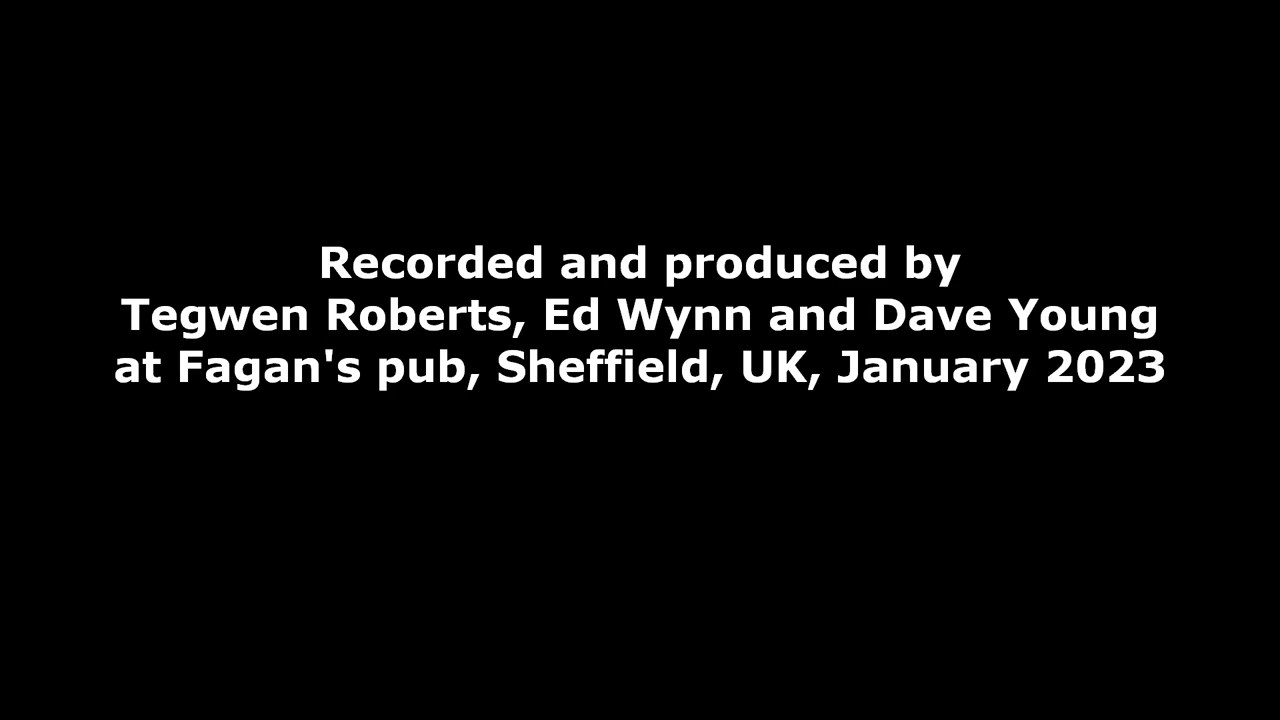 Recorded and produced by
Tegwen Roberts, Ed Wynn and Dave Young
at Fagan's pub, Sheffield, UK, January 2023